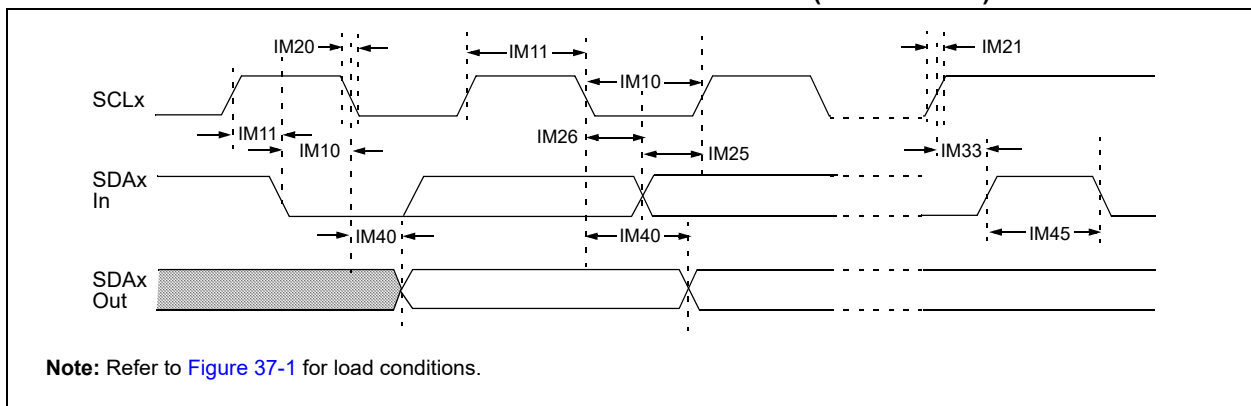 IM20
IM11
IM21
IM10
SCLx
IM11
IM26
IM10
IM25
IM33
SDAx
In
IM40
IM40
IM45
SDAx
Out
Note: Refer to Figure 37-1 for load conditions.